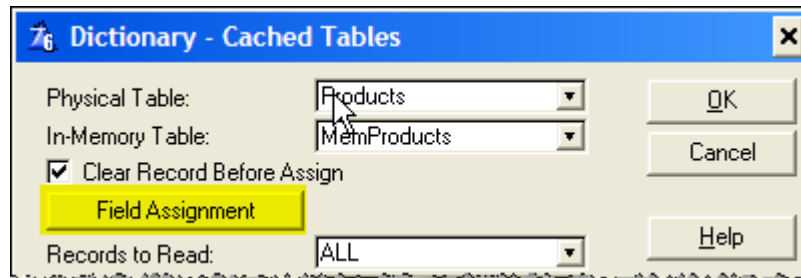 Dictionary - Cached Tables
Physical Table: Products
OK
In-Memory Table: MemProducts
Cancel
Clear Record Before Assign
Field Assignment
Help
Records to Read: ALL